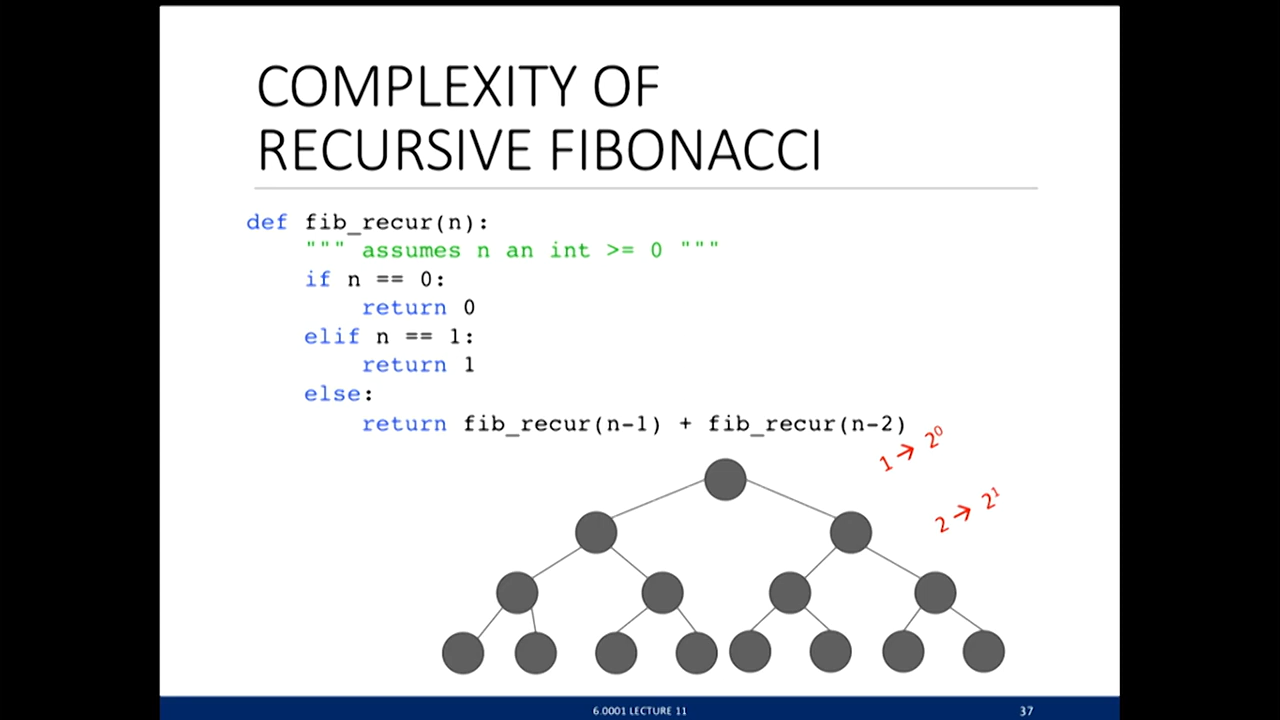 COMPLEXITY OF
RECURSIVE FIBONACCI
def fib_recur(n):
    """ assumes n an int >= 0 """
    if n == 0:
        return 0
    elif n == 1:
        return 1
    else:
        return fib_recur(n-1) + fib_recur(n-2)
1 → 2⁰
2 → 2¹
6.0001 LECTURE 11
37